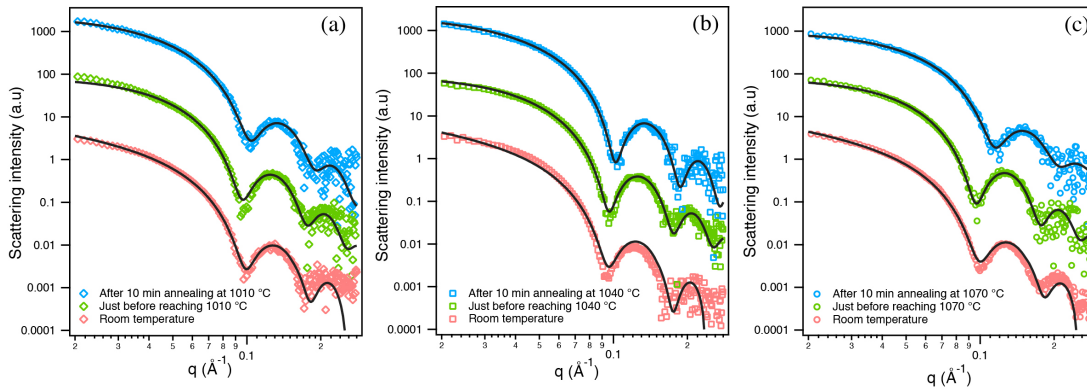 (a)
Scattering intensity (a.u)
1000
100
10
1
0.1
0.01
0.001
0.0001
After 10 min annealing at 1010 °C
Just before reaching 1010 °C
Room temperature
2 3 4 5 6 7 8 9 0.1 2
q (Å⁻¹)
(b)
Scattering intensity (a.u)
1000
100
10
1
0.1
0.01
0.001
0.0001
After 10 min annealing at 1040 °C
Just before reaching 1040 °C
Room temperature
2 3 4 5 6 7 8 9 0.1 2
q (Å⁻¹)
(c)
Scattering intensity (a.u)
1000
100
10
1
0.1
0.01
0.001
0.0001
After 10 min annealing at 1070 °C
Just before reaching 1070 °C
Room temperature
0.02 3 4 5 6 7 8 9 0.1 2
q (Å⁻¹)